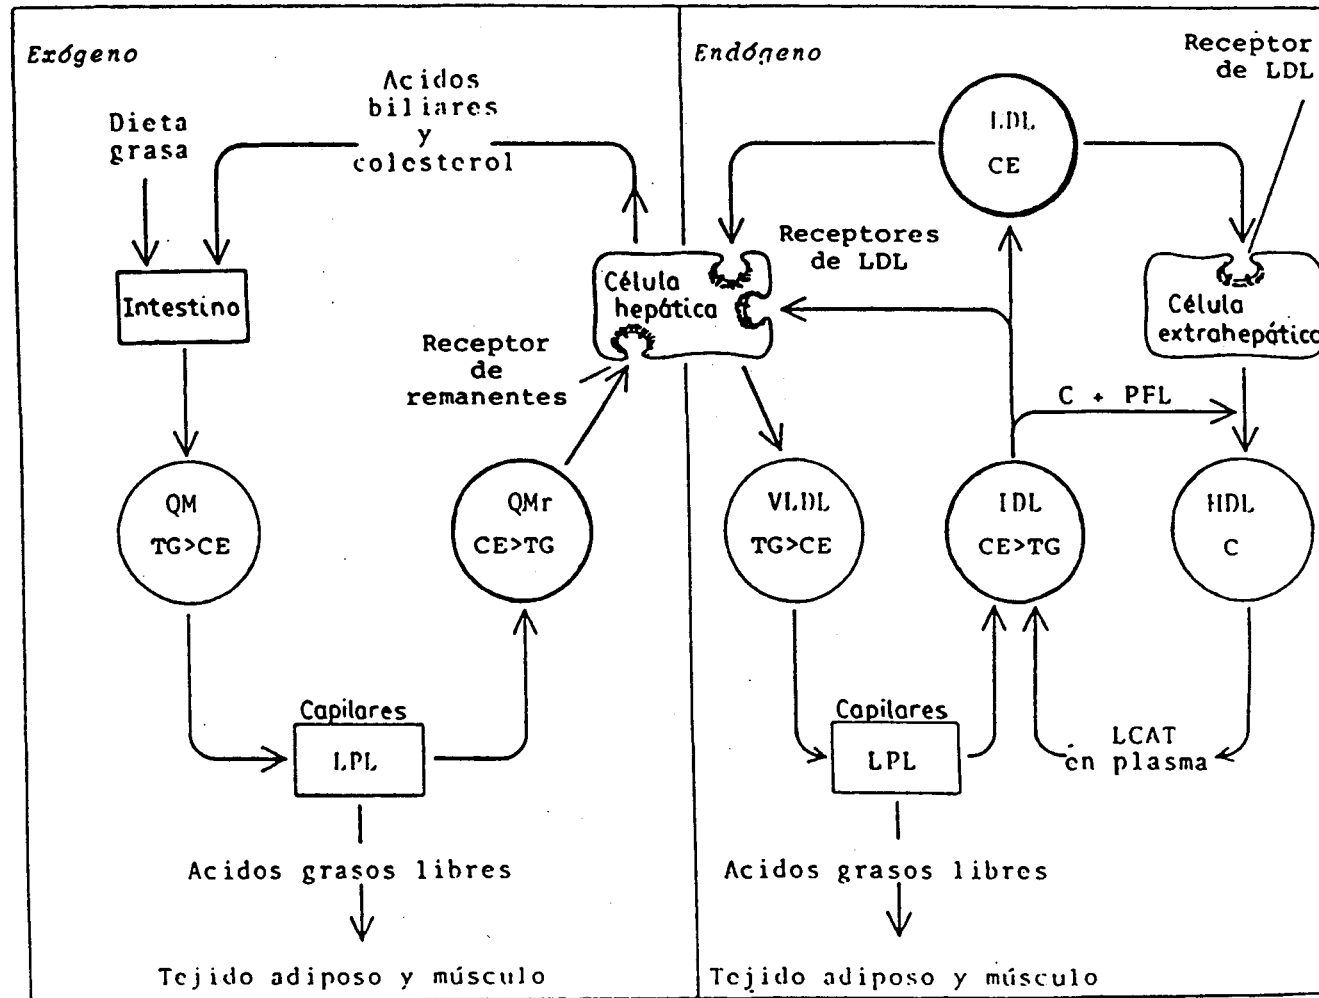 Exógeno
Acidos
biliares
y
colesterol
Dieta
grasa
Intestino
Célula
hepática
Receptor
de
remanentes
QM
TG>CE
QMr
CE>TG
Capilares
LPL
Acidos grasos libres
Tejido adiposo y músculo
Endógeno
Receptor
de LDL
LDL
CE
Receptores
de LDL
Célula
extrahepática
C + PFL
VLDL
TG>CE
IDL
CE>TG
HDL
C
Capilares
LPL
LCAT
en plasma
Acidos grasos libres
Tejido adiposo y músculo